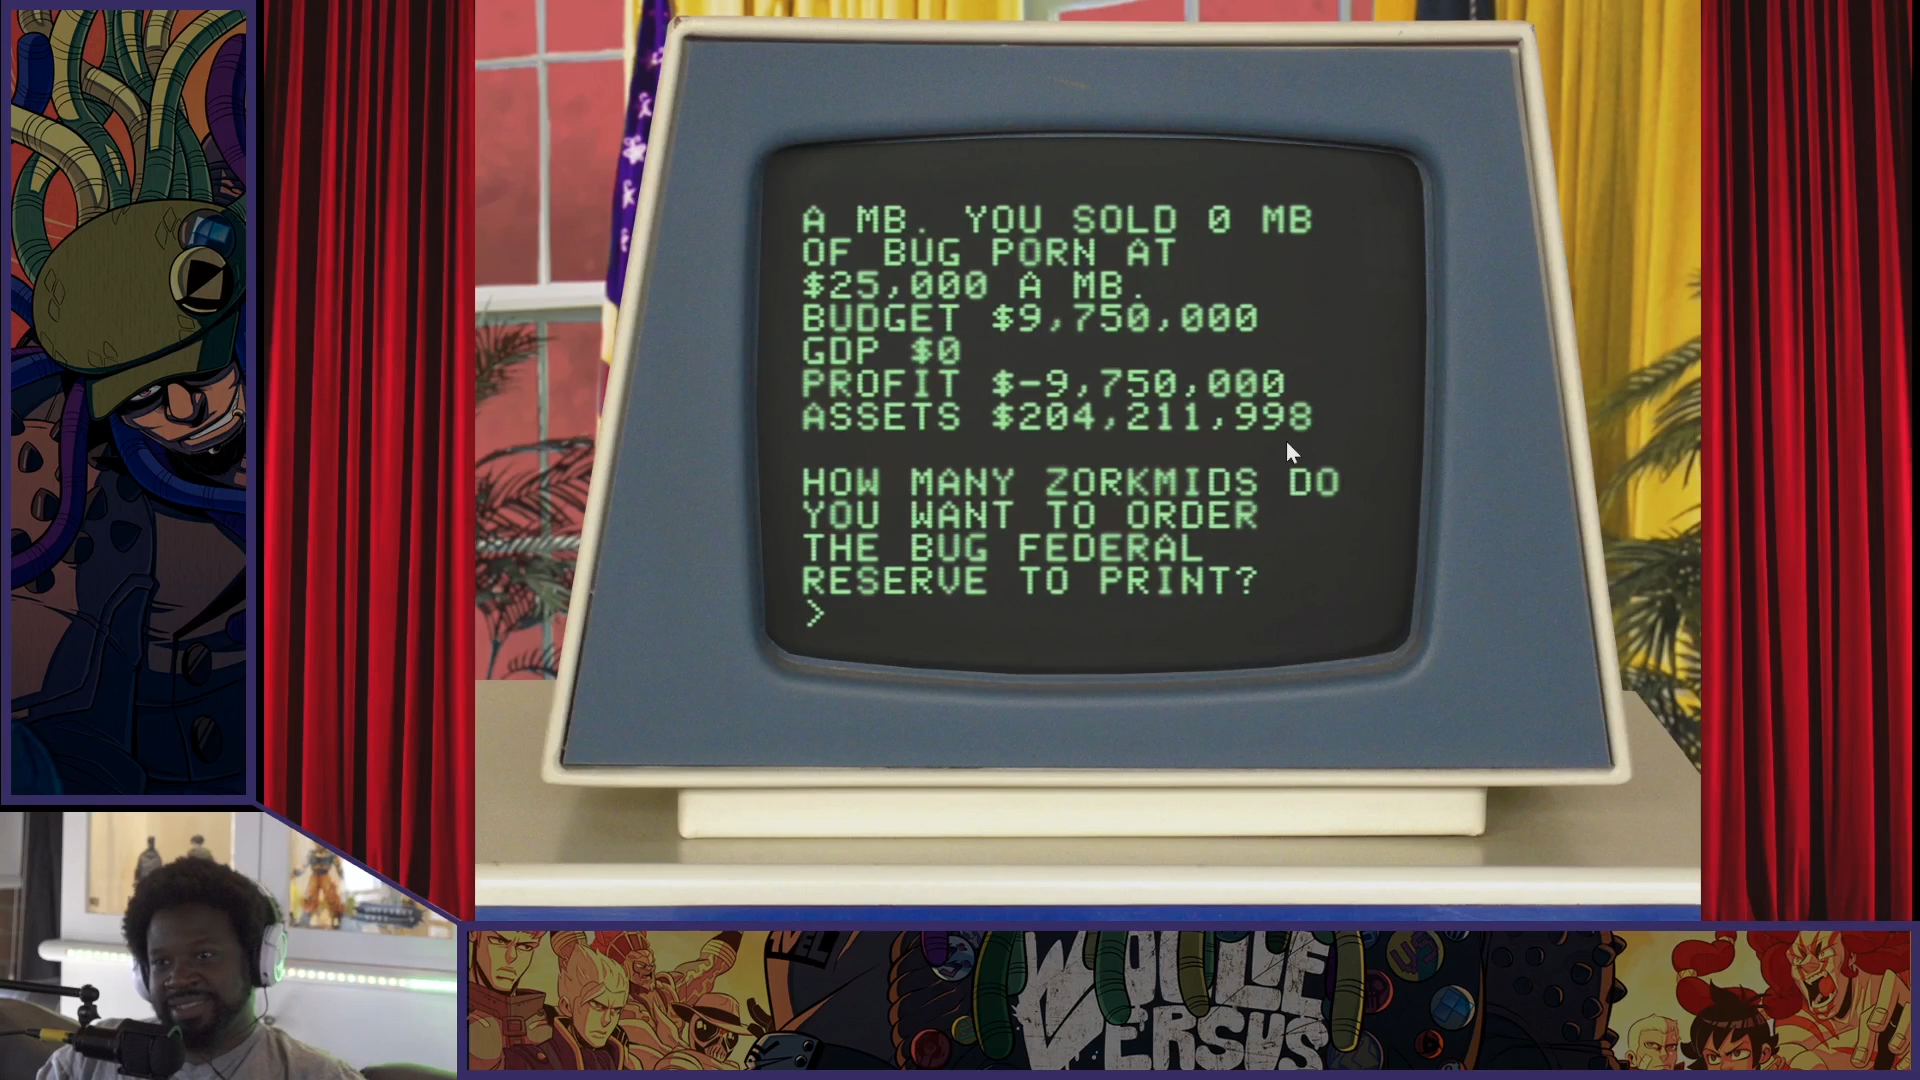 A MB. YOU SOLD 0 MB
OF BUG PORN AT
$25,000 A MB.
BUDGET $9,750,000
GDP $0
PROFIT $-9,750,000
ASSETS $204,211,998
HOW MANY ZORKMIDS DO
YOU WANT TO ORDER
THE BUG FEDERAL
RESERVE TO PRINT?
>
WOOLIE
VERSUS